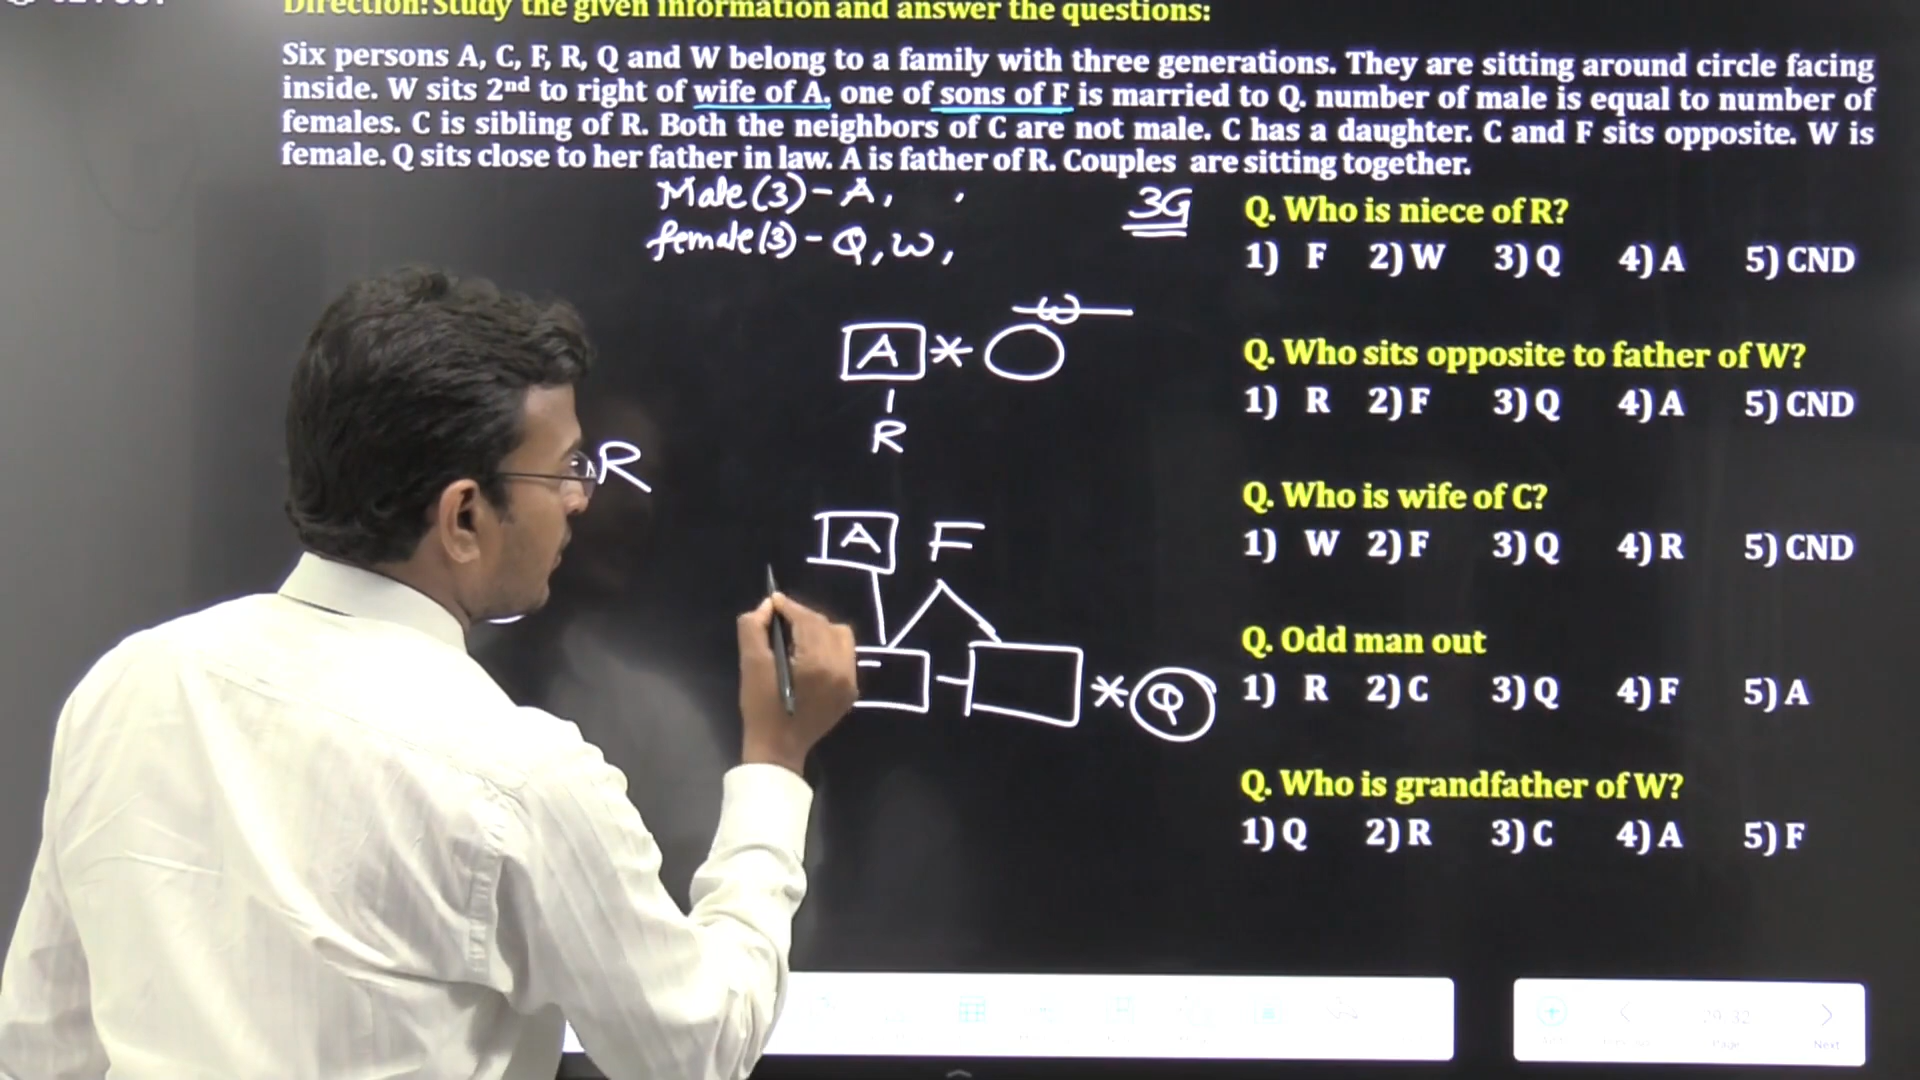 Direction: Study the given information and answer the questions:
Six persons A, C, F, R, Q and W belong to a family with three generations. They are sitting around circle facing
inside. W sits 2nd to right of wife of A. one of sons of F is married to Q. number of male is equal to number of
females. C is sibling of R. Both the neighbors of C are not male. C has a daughter. C and F sits opposite. W is
female. Q sits close to her father in law. A is father of R. Couples are sitting together.
Male(3) - A, ,
female(3) - Q, W,
3G
Q. Who is niece of R?
1) F 2) W 3) Q 4) A 5) CND
W
A *
R
Q. Who sits opposite to father of W?
1) R 2) F 3) Q 4) A 5) CND
R
Q. Who is wife of C?
1) W 2) F 3) Q 4) R 5) CND
A F
* Q
Q. Odd man out
1) R 2) C 3) Q 4) F 5) A
Q. Who is grandfather of W?
1) Q 2) R 3) C 4) A 5) F
29/32
Page
Next